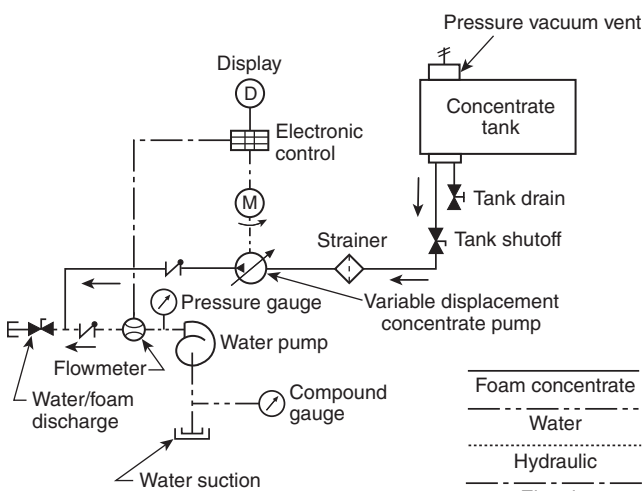 Pressure vacuum vent
Display
D
Concentrate
tank
Electronic
control
M
Tank drain
Strainer
Tank shutoff
Pressure gauge
Variable displacement
concentrate pump
Water pump
Flowmeter
Water/foam
discharge
Compound
gauge
Water suction
Foam concentrate
Water
Hydraulic